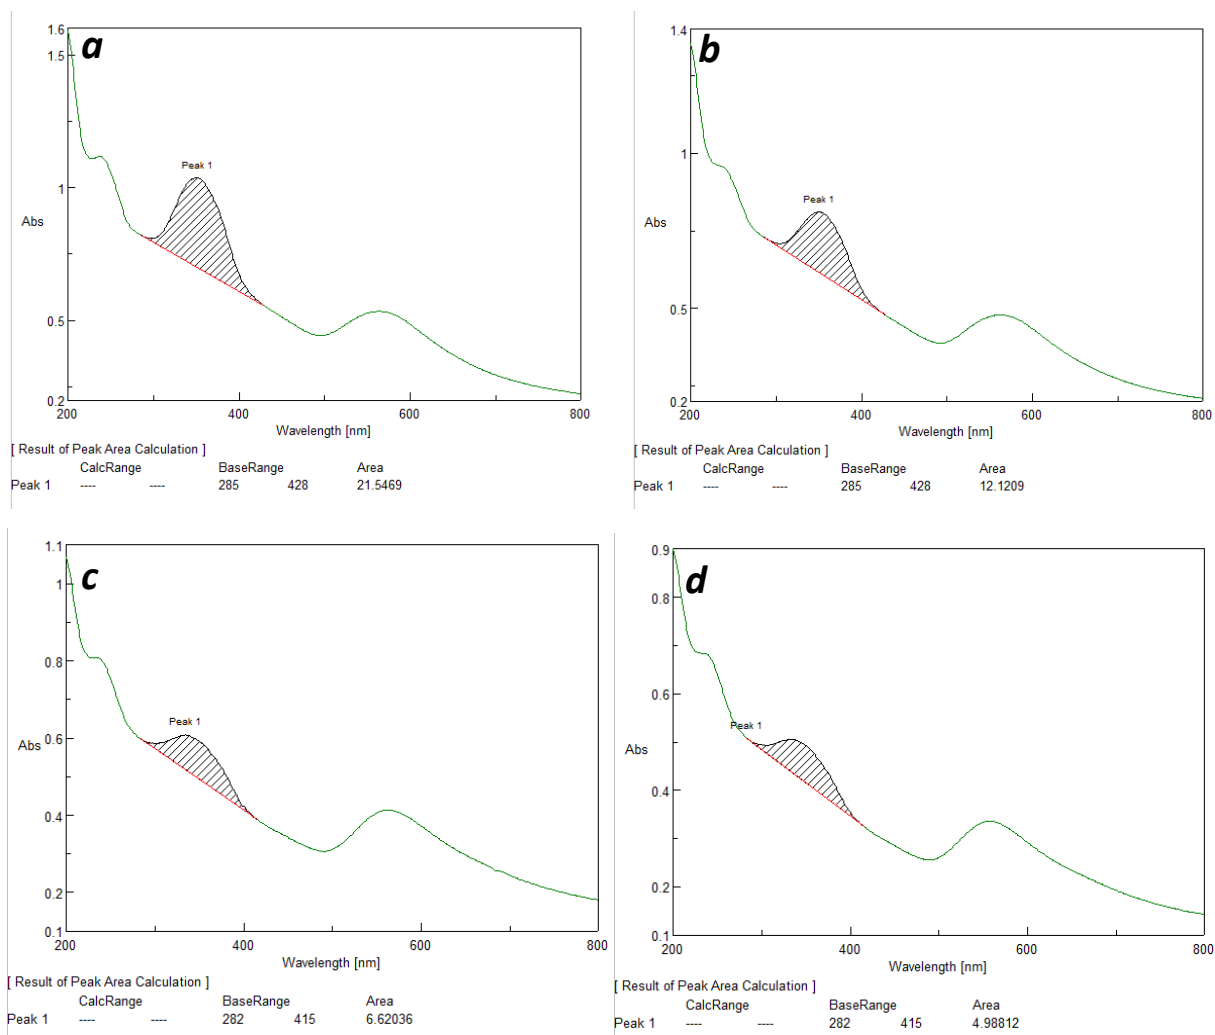 a
1.6
1.5
1
0.5
0.2
Abs
Peak 1
200 400 600 800
Wavelength [nm]
[ Result of Peak Area Calculation ]
CalcRange BaseRange Area
Peak 1 ---- ---- 285 428 21.5469
b
1.4
1
0.5
0.2
Abs
Peak 1
200 400 600 800
Wavelength [nm]
[ Result of Peak Area Calculation ]
CalcRange BaseRange Area
Peak 1 ---- ---- 285 428 12.1209
c
1.1
1
0.8
0.6
0.4
0.2
0.1
Abs
Peak 1
200 400 600 800
Wavelength [nm]
[ Result of Peak Area Calculation ]
CalcRange BaseRange Area
Peak 1 ---- ---- 282 415 6.62036
d
0.9
0.8
0.6
0.4
0.2
0.1
Abs
Peak 1
200 400 600 800
Wavelength [nm]
[ Result of Peak Area Calculation ]
CalcRange BaseRange Area
Peak 1 ---- ---- 282 415 4.98812